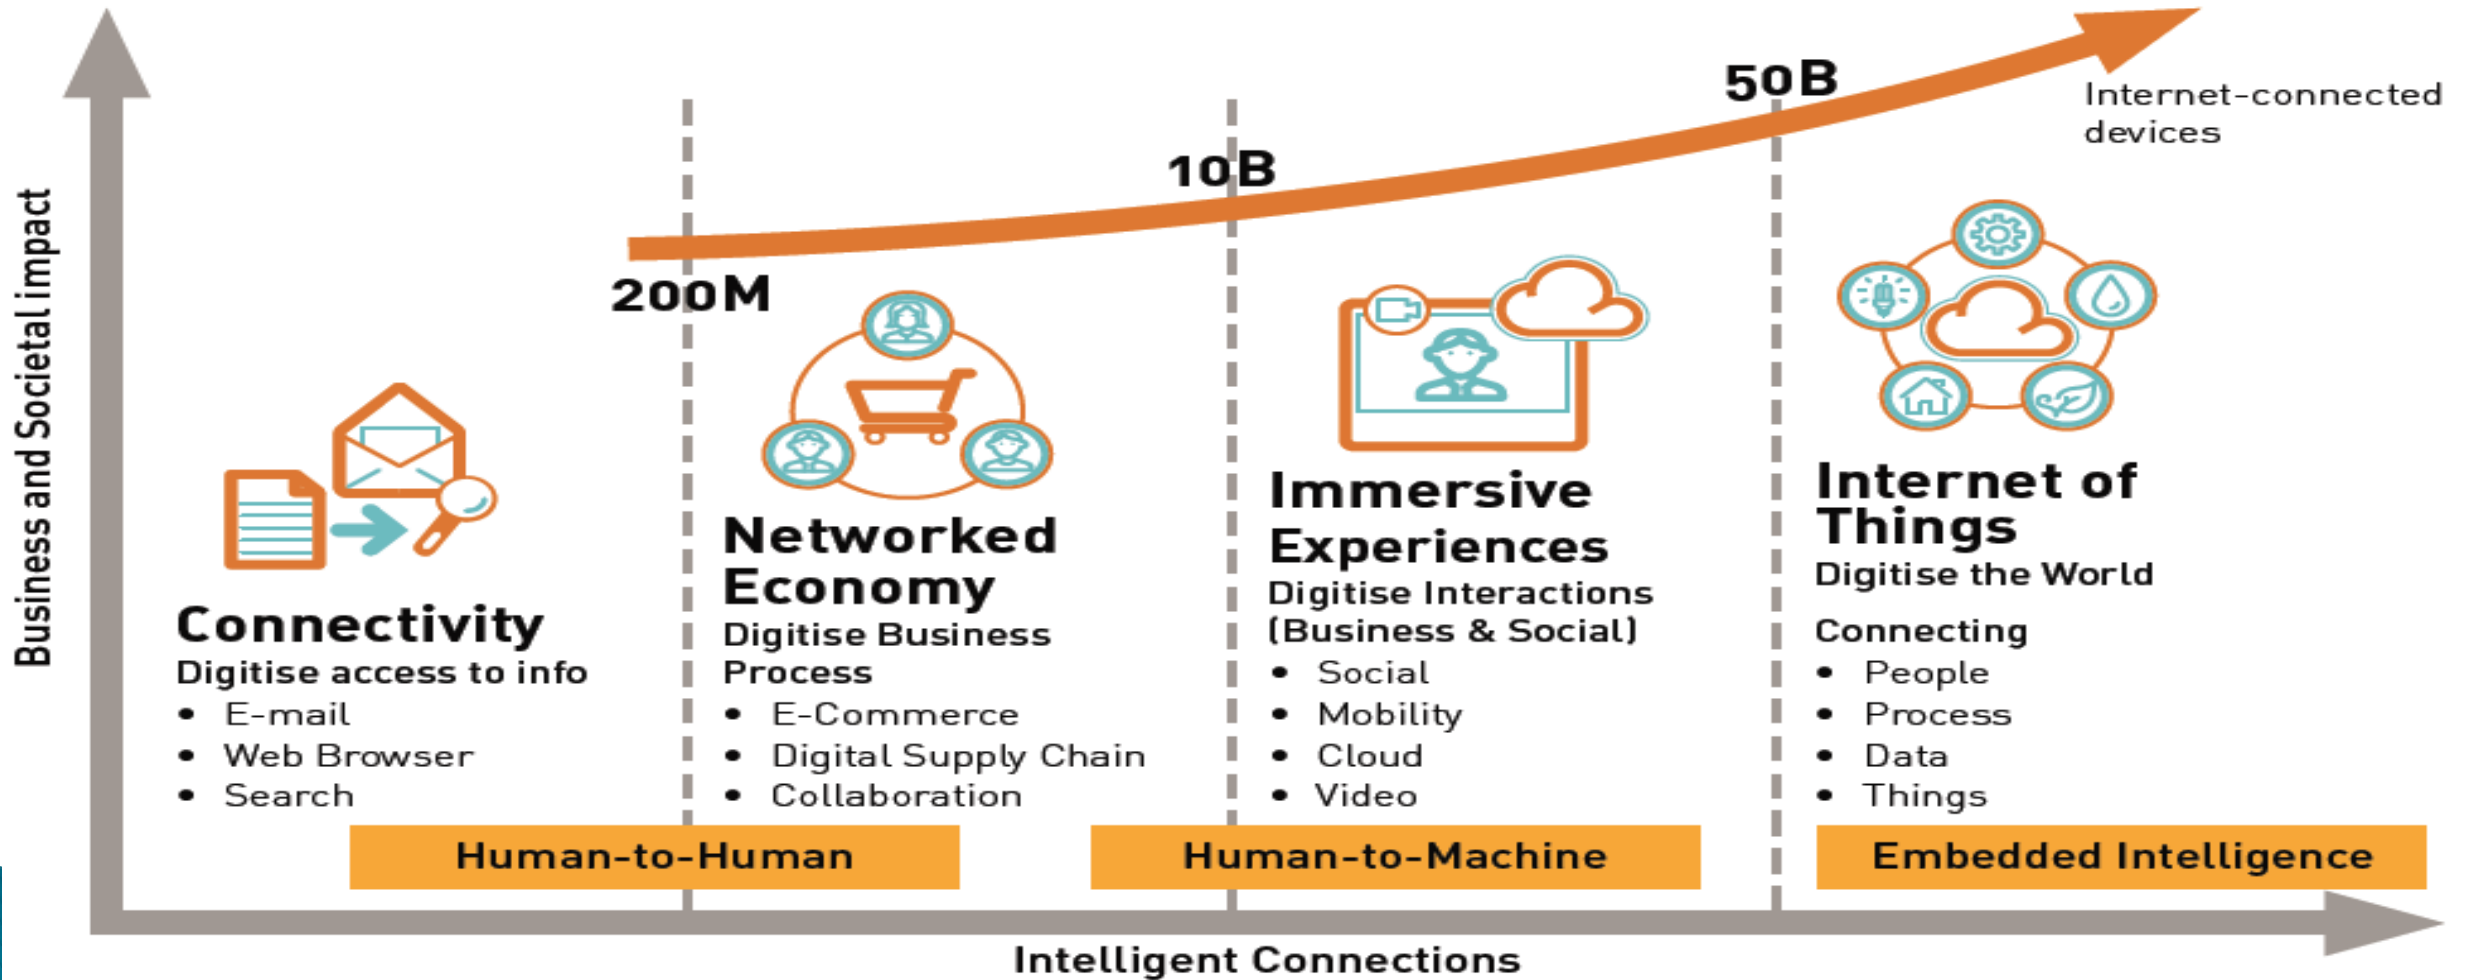 Business and Societal impact
200M
10B
50B
Internet-connected
devices
Connectivity
Digitise access to info
• E-mail
• Web Browser
• Search
Networked
Economy
Digitise Business
Process
• E-Commerce
• Digital Supply Chain
• Collaboration
Immersive
Experiences
Digitise Interactions
(Business & Social)
• Social
• Mobility
• Cloud
• Video
Internet of
Things
Digitise the World
Connecting
• People
• Process
• Data
• Things
Human-to-Human
Human-to-Machine
Embedded Intelligence
Intelligent Connections